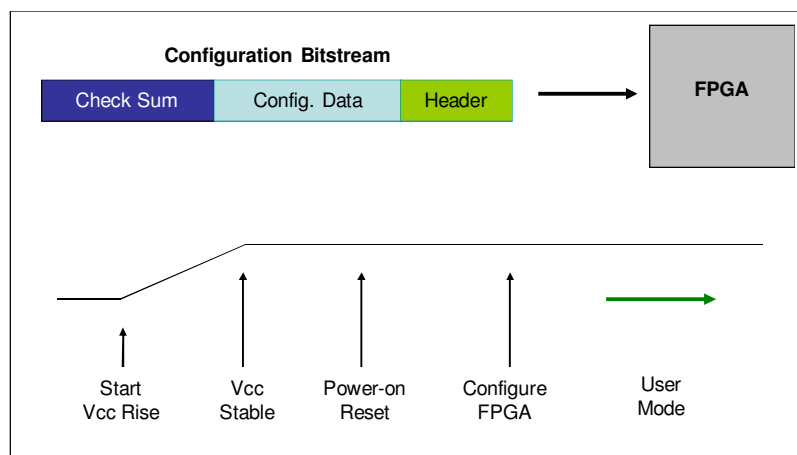 Configuration Bitstream
Check Sum
Config. Data
Header
FPGA
Start
Vcc Rise
Vcc
Stable
Power-on
Reset
Configure
FPGA
User
Mode